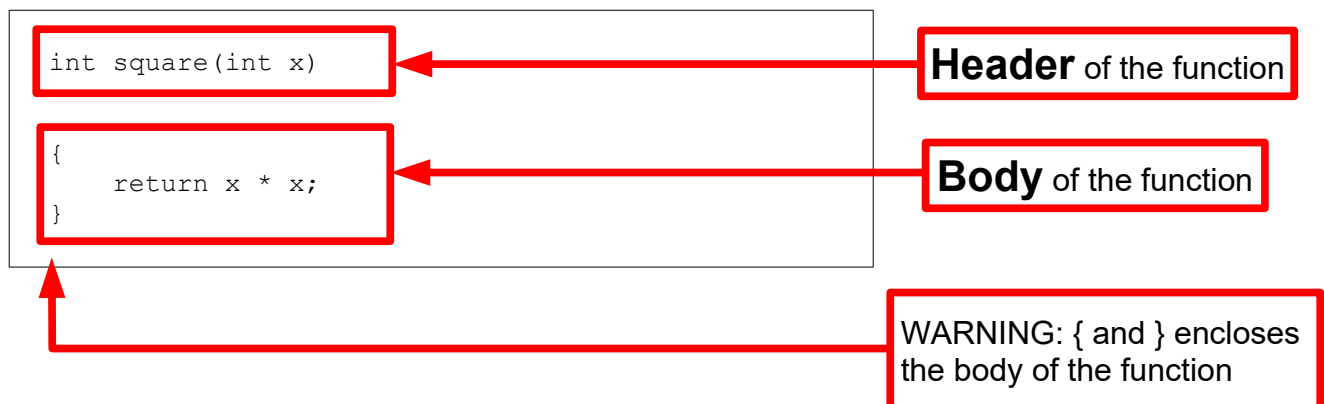 int square(int x)
Header of the function
{
    return x * x;
}
Body of the function
WARNING: { and } encloses
the body of the function